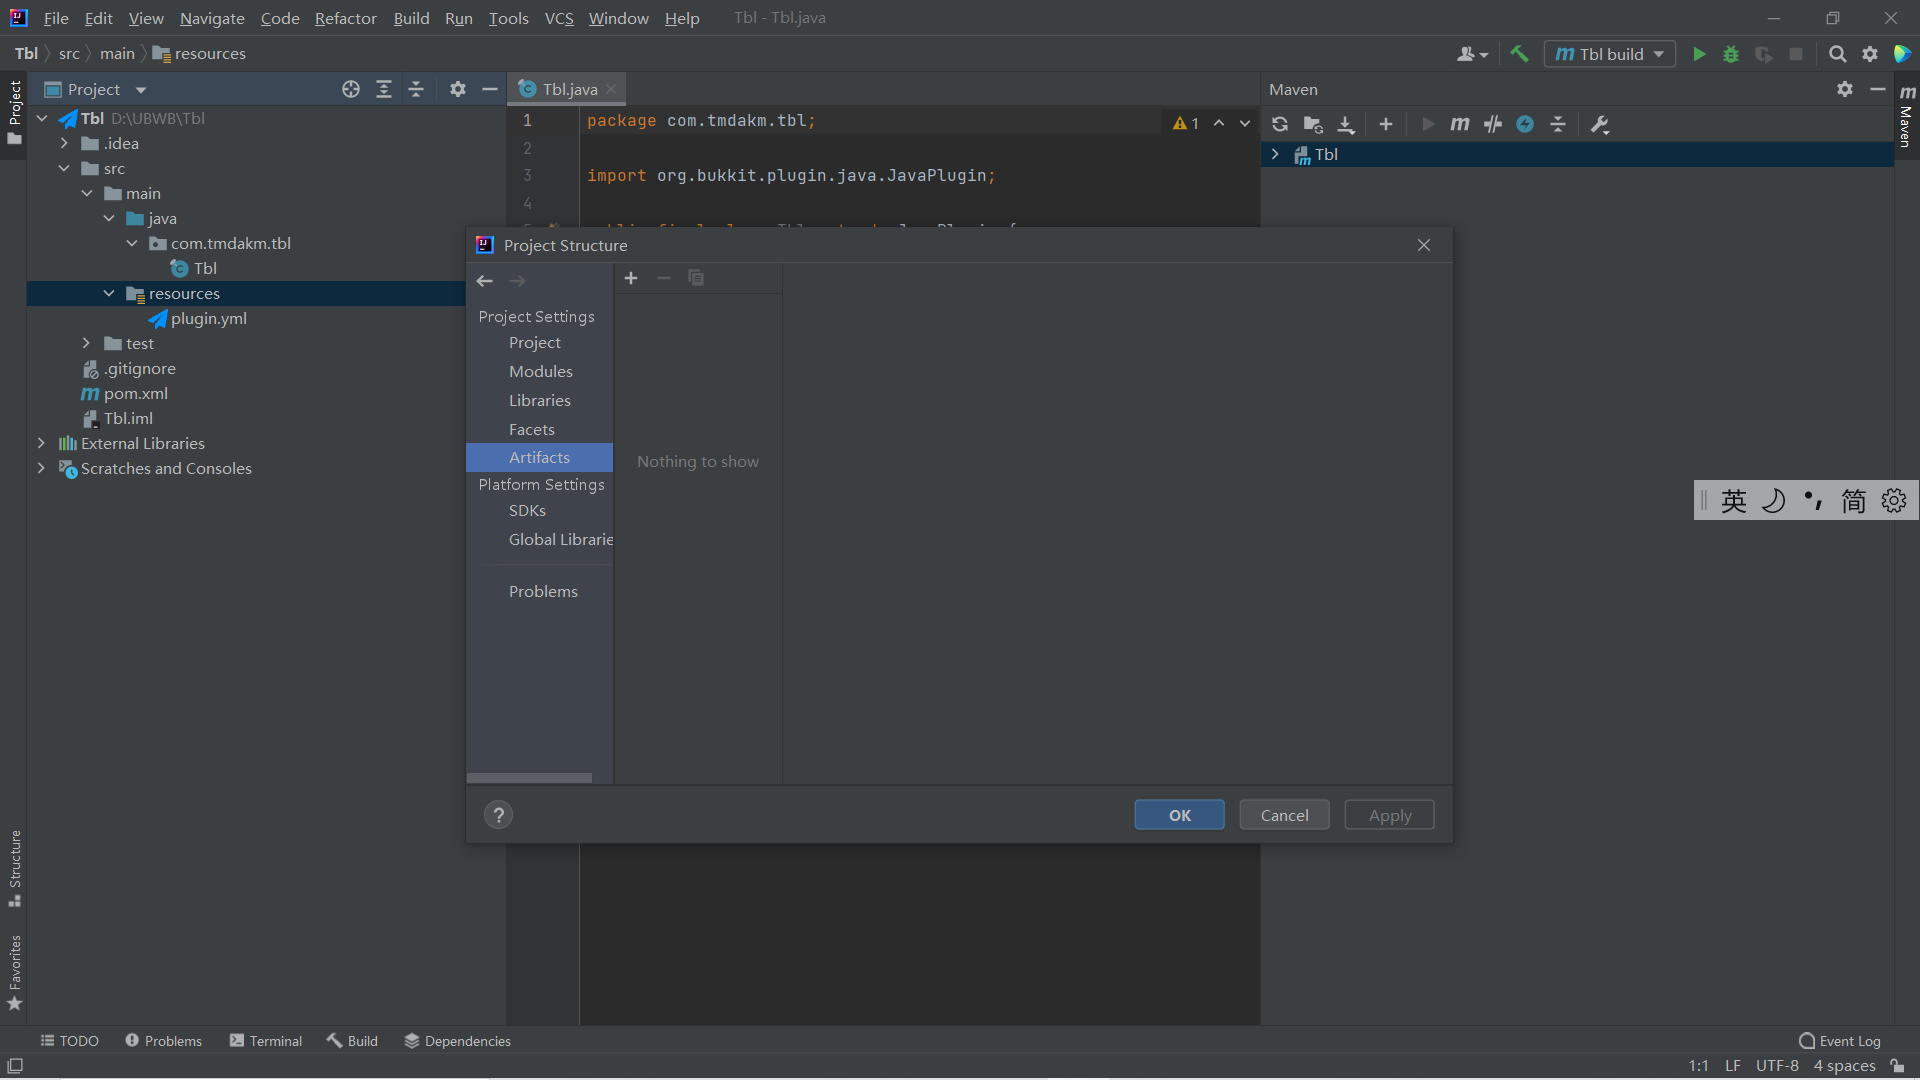 File Edit View Navigate Code Refactor Build Run Tools VCS Window Help Tbl - Tbl.java
Tbl src main resources
Tbl build
Project
Tbl.java
Maven
Project
Maven
Tbl D:\UBWB\Tbl
.idea
src
main
java
com.tmdakm.tbl
Tbl
resources
plugin.yml
test
.gitignore
pom.xml
Tbl.iml
External Libraries
Scratches and Consoles
1 package com.tmdakm.tbl;
2
3 import org.bukkit.plugin.java.JavaPlugin;
4
1
Tbl
Project Structure
Project Settings
Project
Modules
Libraries
Facets
Artifacts
Platform Settings
SDKs
Global Librarie
Problems
Nothing to show
? OK Cancel Apply
英 简
Structure
Favorites
TODO Problems Terminal Build Dependencies Event Log
1:1 LF UTF-8 4 spaces